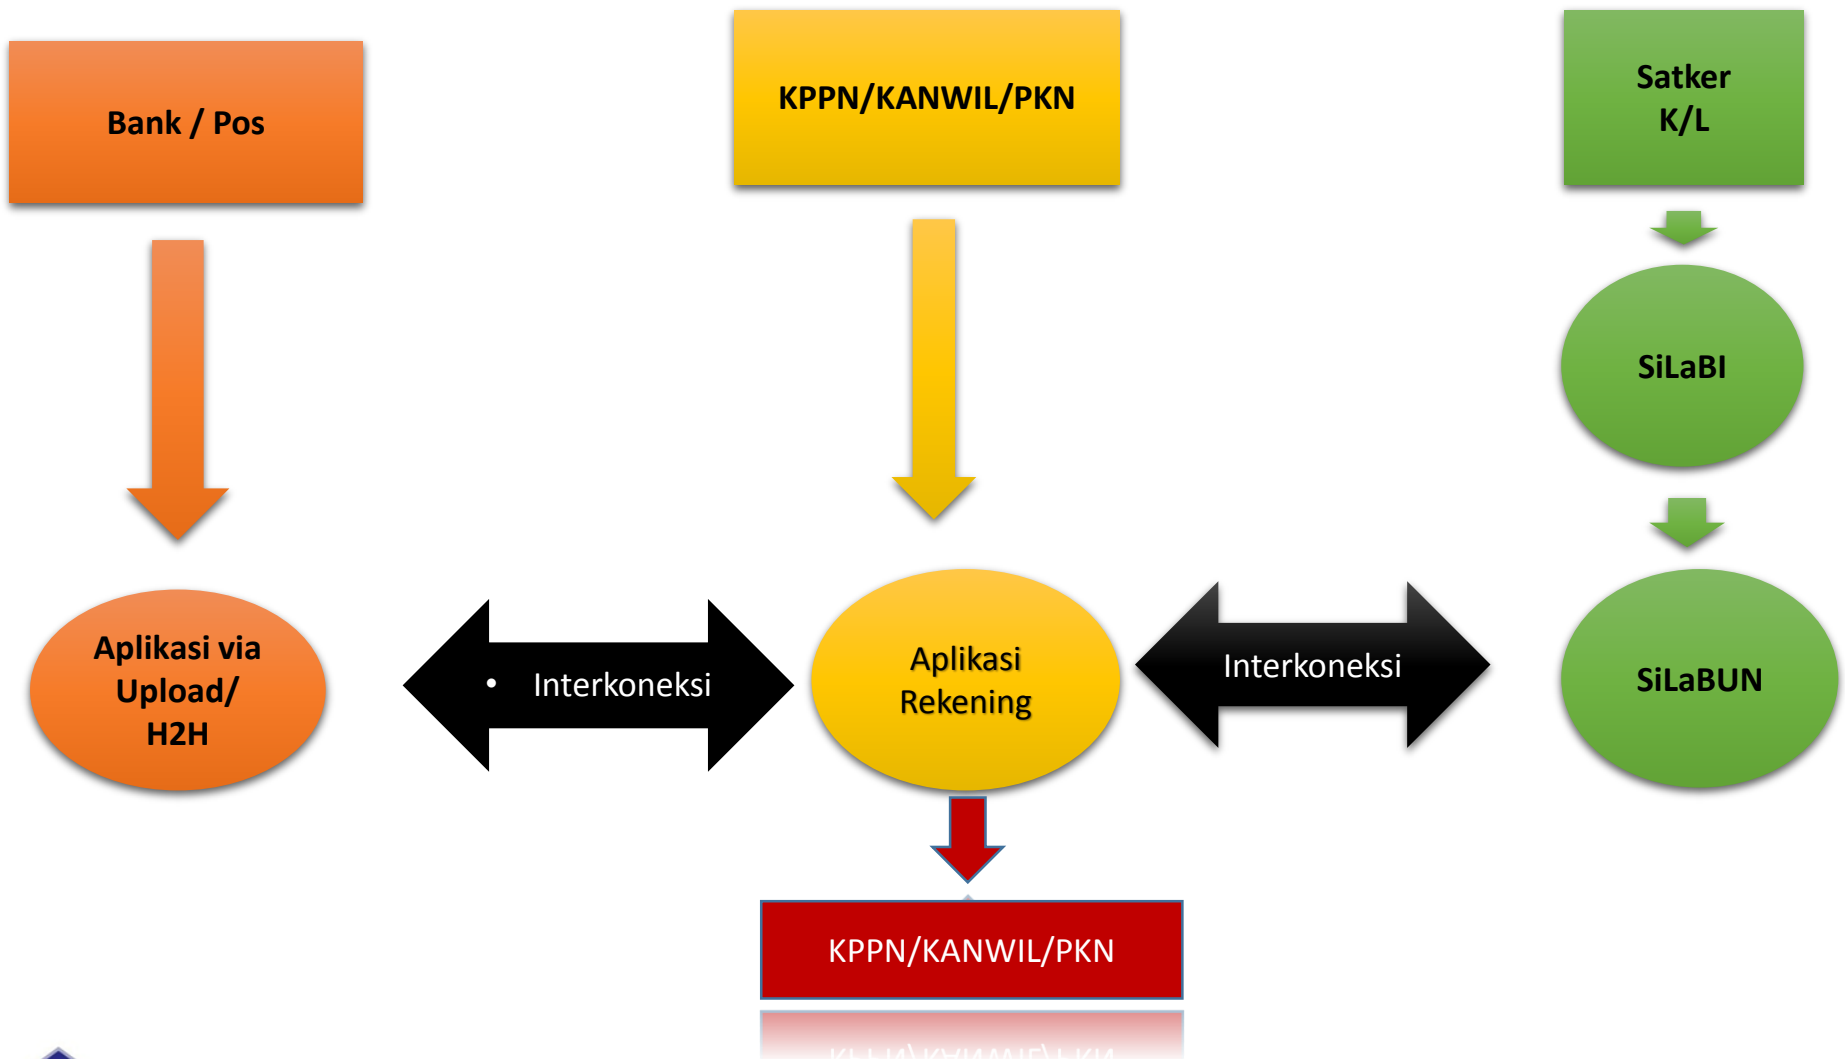 Bank / Pos
KPPN/KANWIL/PKN
Satker
K/L
SiLaBI
Aplikasi via
Upload/
H2H
• Interkoneksi
Aplikasi
Rekening
Interkoneksi
SiLaBUN
KPPN/KANWIL/PKN